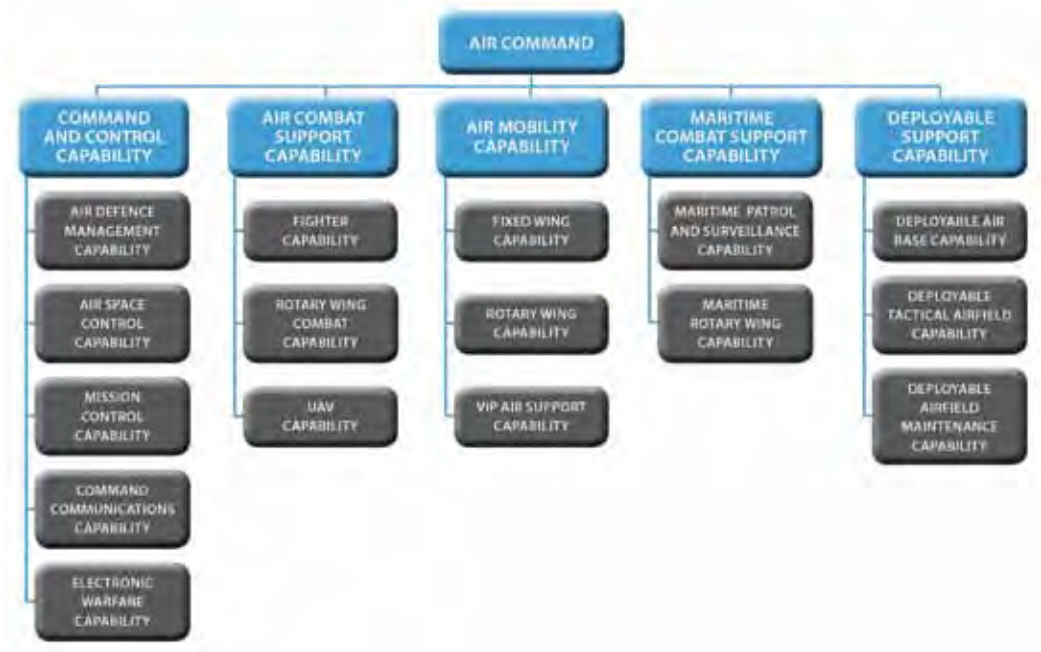 AIR COMMAND
COMMAND
AND CONTROL
CAPABILITY
AIR DEFENCE
MANAGEMENT
CAPABILITY
AIR SPACE
CONTROL
CAPABILITY
MISSION
CONTROL
CAPABILITY
COMMAND
COMMUNICATIONS
CAPABILITY
ELECTRONIC
WARFARE
CAPABILITY
AIR COMBAT
SUPPORT
CAPABILITY
FIGHTER
CAPABILITY
ROTARY WING
COMBAT
CAPABILITY
UAV
CAPABILITY
AIR MOBILITY
CAPABILITY
FIXED WING
CAPABILITY
ROTARY WING
CAPABILITY
VIP AIR SUPPORT
CAPABILITY
MARITIME
COMBAT SUPPORT
CAPABILITY
MARITIME PATROL
AND SURVEILLANCE
CAPABILITY
MARITIME
ROTARY WING
CAPABILITY
DEPLOYABLE
SUPPORT
CAPABILITY
DEPLOYABLE AIR
BASE CAPABILITY
DEPLOYABLE
TACTICAL AIRFIELD
CAPABILITY
DEPLOYABLE
AIRFIELD
MAINTENANCE
CAPABILITY